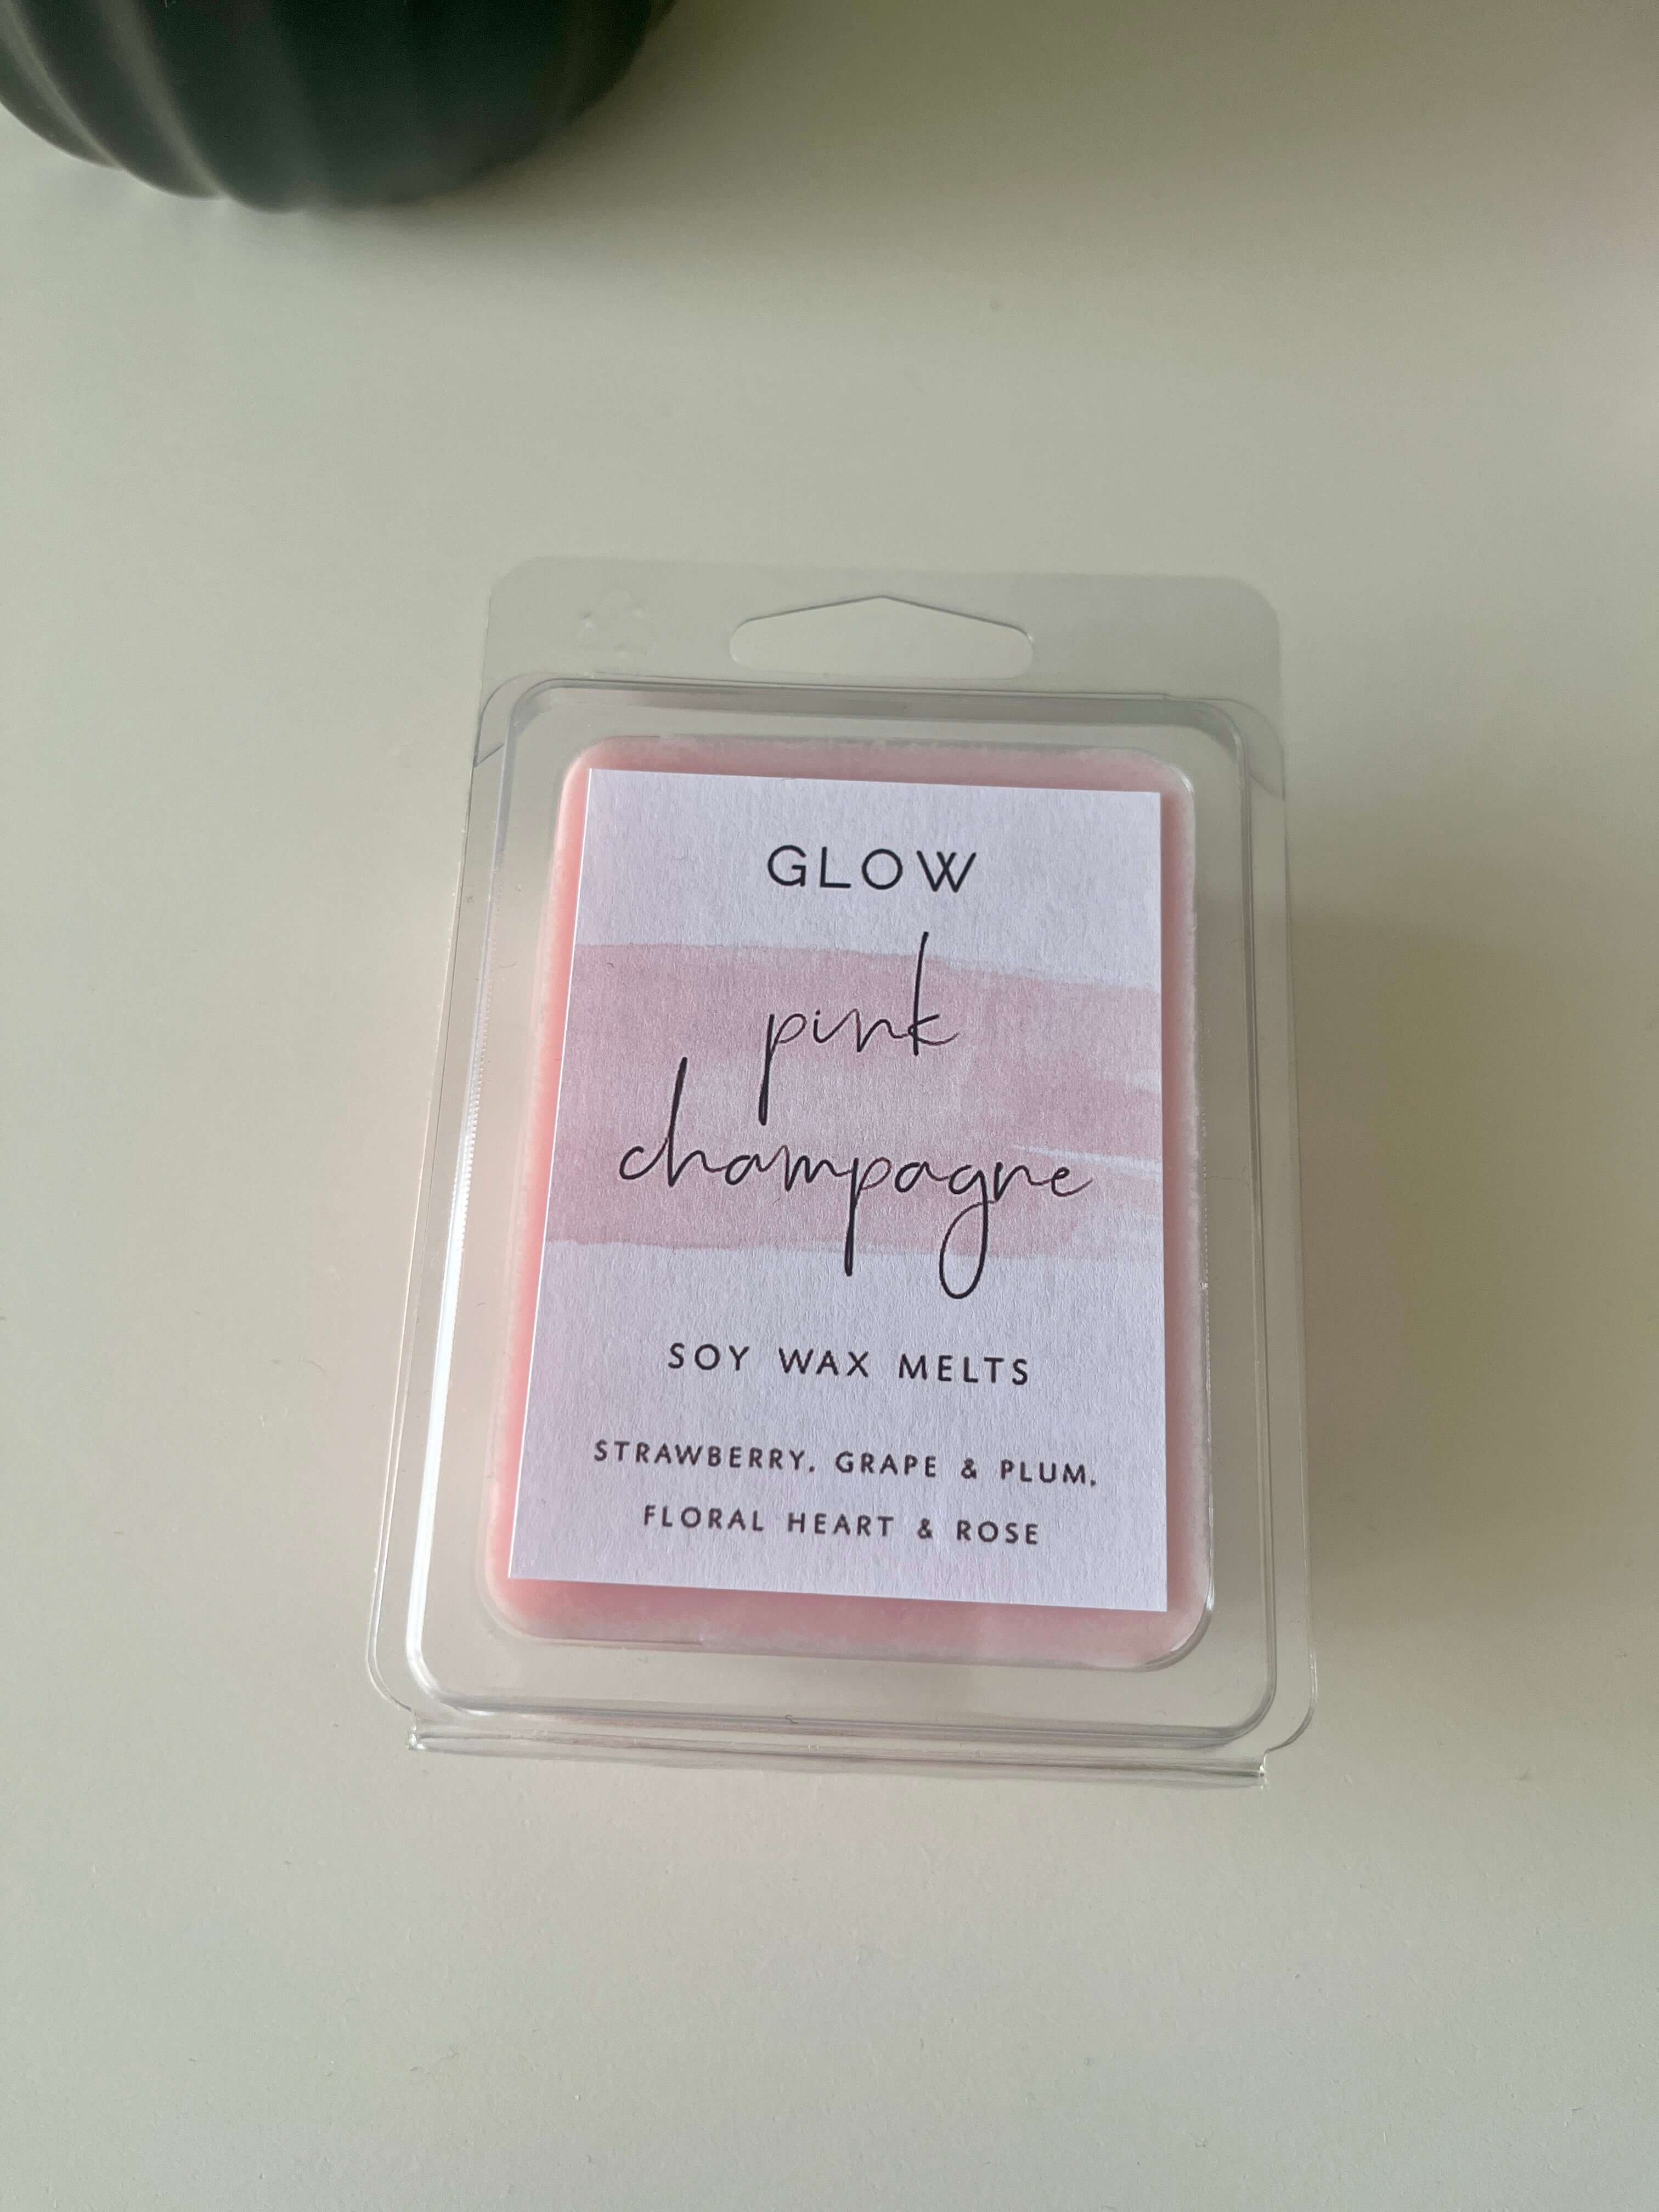 GLOW
pink
champagne
SOY WAX MELTS
STRAWBERRY, GRAPE & PLUM,
FLORAL HEART & ROSE